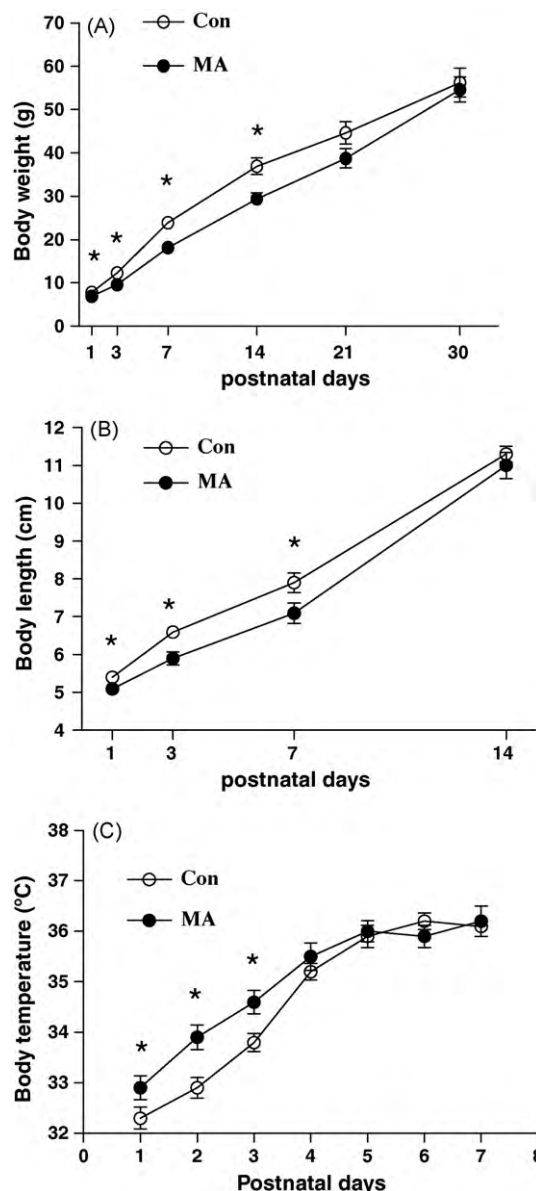 (A)
Con
MA
*
*
*
*
70
60
50
40
30
20
10
0
Body weight (g)
1 3 7 14 21 30
postnatal days
(B)
Con
MA
*
*
*
12
11
10
9
8
7
6
5
4
Body length (cm)
1 3 7 14
postnatal days
(C)
Con
MA
*
*
*
38
37
36
35
34
33
32
Body temperature (°C)
0 1 2 3 4 5 6 7 8
Postnatal days